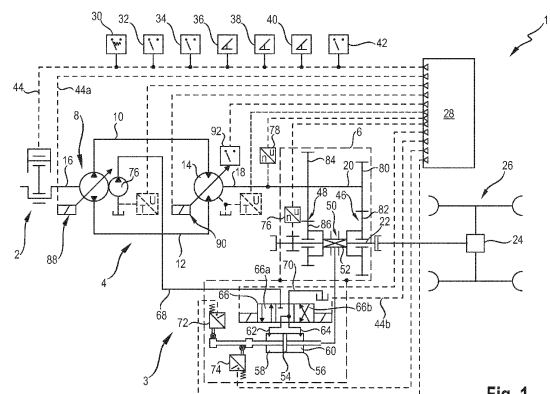 30 32 34 36 38 40 42 1
44 44a 10 92 78 6 28
8 84
16 76 14 18 20 80 26
48 46 82
76 50 86 22
2 88 4 12 90 52 24
66a 70
66 66b
68 72 62 64 44b
3 60
74 58 54 56
Fig. 1
n u
n u
n u
n u